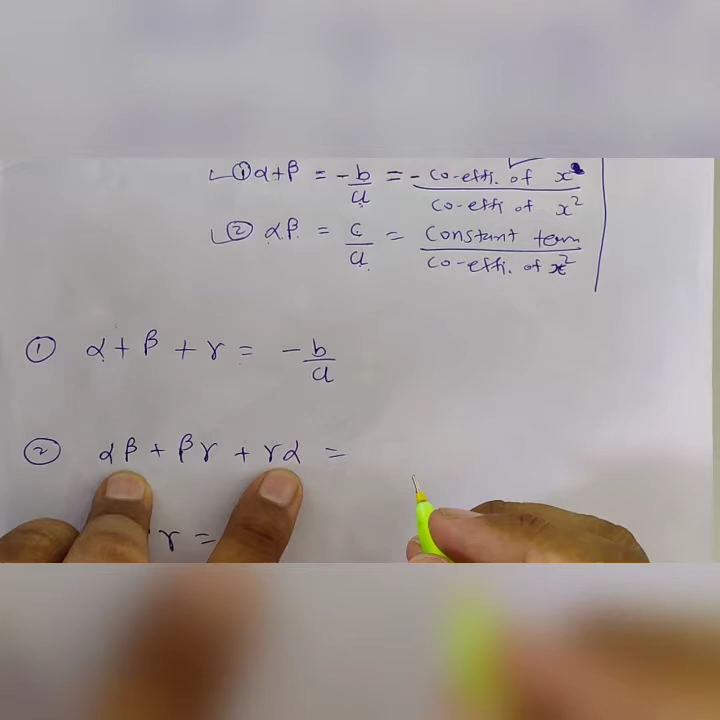 ① α+β = -b/a = - co-effi. of x / co-effi of x²
② αβ = c/a = Constant term / co-effi. of x²
① α + β + γ = - b/a
② αβ + βγ + γα =
γ =